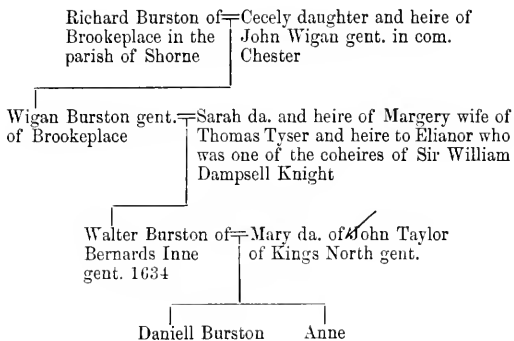 Richard Burston of Brookeplace in the parish of Shorne
Cecely daughter and heire of John Wigan gent. in com. Chester
Wigan Burston gent. of Brookeplace
Sarah da. and heire of Margery wife of Thomas Tyser and heire to Elianor who was one of the coheires of Sir William Dampsell Knight
Walter Burston of Bernards Inne gent. 1634
Mary da. of John Taylor of Kings North gent.
Daniell Burston
Anne